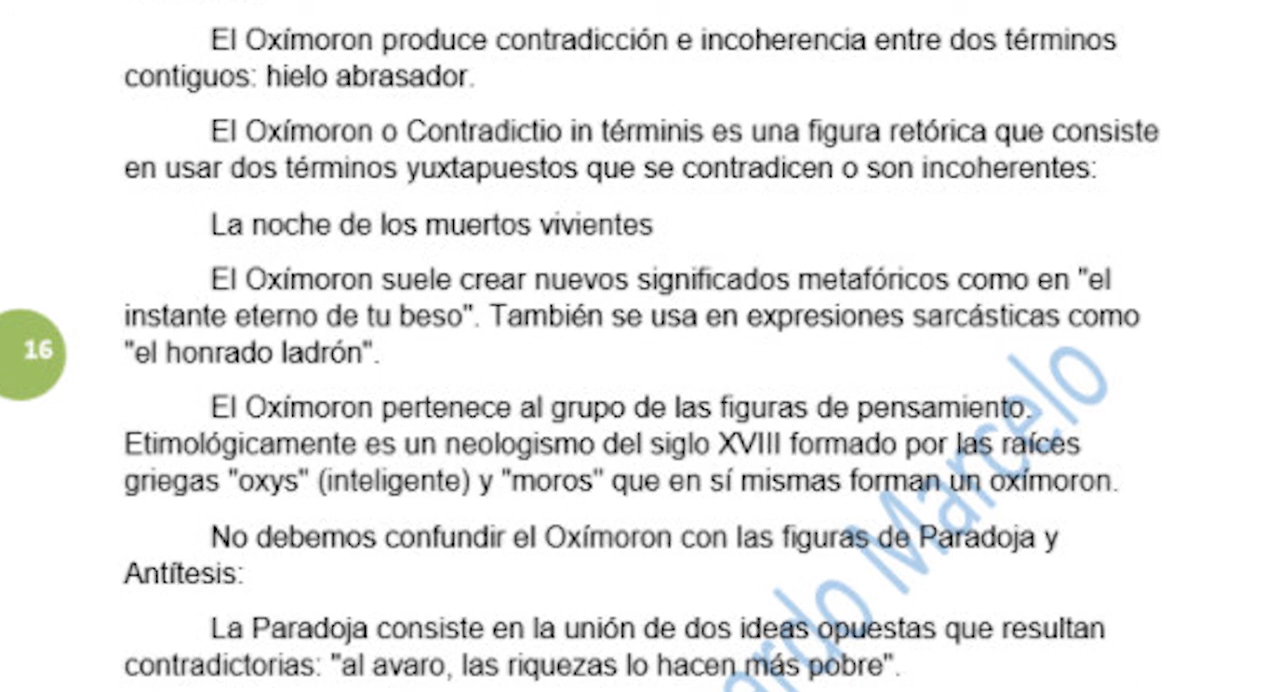 El Oxímoron produce contradicción e incoherencia entre dos términos
contiguos: hielo abrasador.
El Oxímoron o Contradictio in términis es una figura retórica que consiste
en usar dos términos yuxtapuestos que se contradicen o son incoherentes:
La noche de los muertos vivientes
El Oxímoron suele crear nuevos significados metafóricos como en "el
instante eterno de tu beso". También se usa en expresiones sarcásticas como
"el honrado ladrón".
16
El Oxímoron pertenece al grupo de las figuras de pensamiento.
Etimológicamente es un neologismo del siglo XVIII formado por las raíces
griegas "oxys" (inteligente) y "moros" que en sí mismas forman un oxímoron.
No debemos confundir el Oxímoron con las figuras de Paradoja y
Antítesis:
La Paradoja consiste en la unión de dos ideas opuestas que resultan
contradictorias: "al avaro, las riquezas lo hacen más pobre".
Marcelo